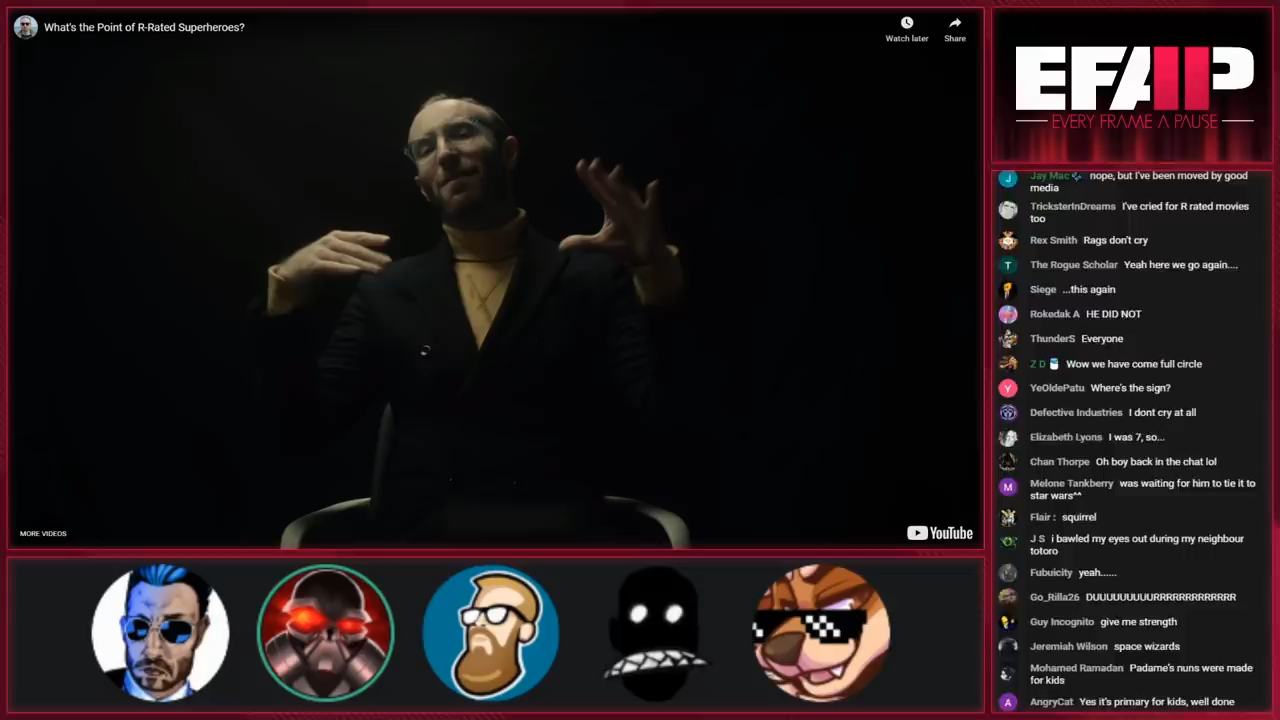 What's the Point of R-Rated Superheroes?
Watch later
Share
MORE VIDEOS
YouTube
EFAP
EVERY FRAME A PAUSE
J
Jay Mac nope, but I've been moved by good
media
TricksterInDreams I've cried for R rated movies
too
Rex Smith Rags don't cry
T
The Rogue Scholar Yeah here we go again....
Siege ...this again
Rokedak A HE DID NOT
ThunderS Everyone
Z D Wow we have come full circle
Y
YeOldePatu Where's the sign?
Defective Industries I dont cry at all
Elizabeth Lyons I was 7, so...
Chan Thorpe Oh boy back in the chat lol
M
Melone Tankberry was waiting for him to tie it to
star wars^^
Flair : squirrel
J S i bawled my eyes out during my neighbour
totoro
Fubuicity yeah......
Go_Rilla26 DUUUUUUUUURRRRRRRRRRRR
Guy Incognito give me strength
Jeremiah Wilson space wizards
Mohamed Ramadan Padame's nuns were made
for kids
A
AngryCat Yes it's primary for kids, well done